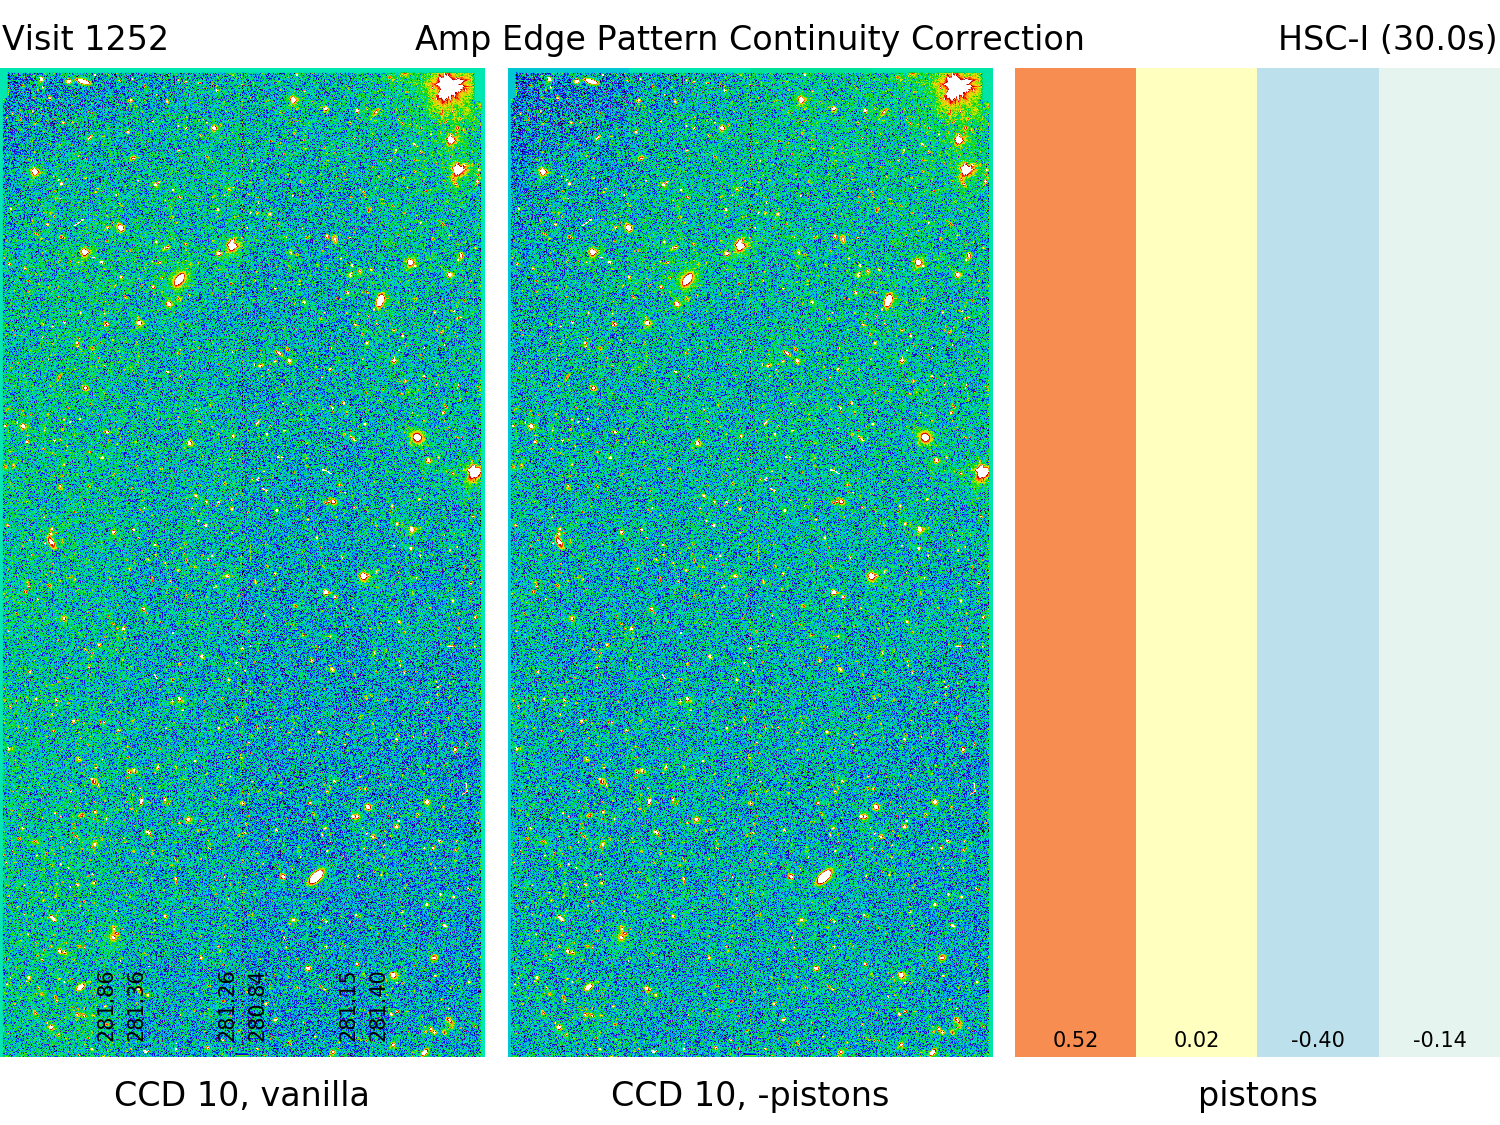 Visit 1252
Amp Edge Pattern Continuity Correction
HSC-I (30.0s)
281.86
281.36
281.26
280.84
281.15
281.40
0.52
0.02
-0.40
-0.14
CCD 10, vanilla
CCD 10, -pistons
pistons